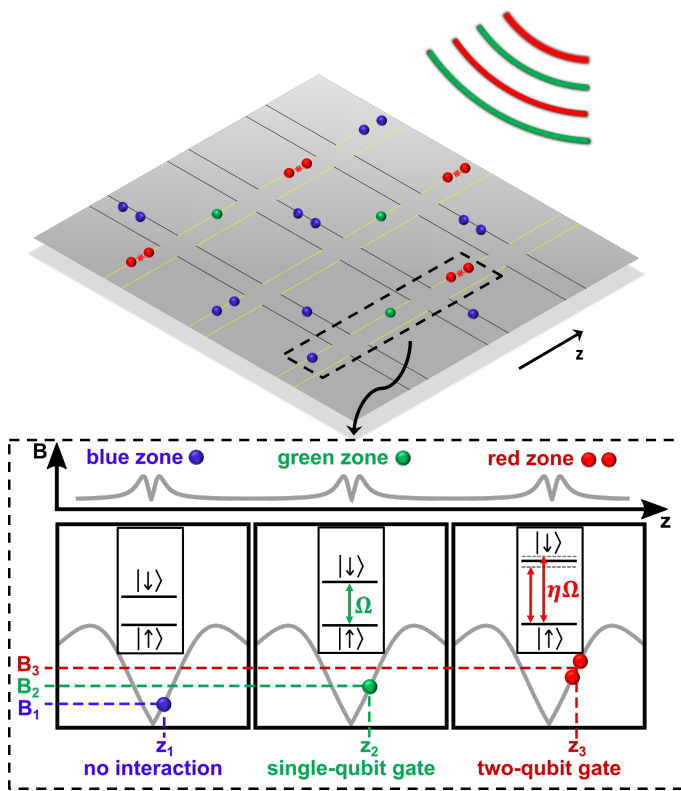 z
B
blue zone
green zone
red zone
z
|↓⟩
|↑⟩
|↓⟩
Ω
|↑⟩
|↓⟩
ηΩ
|↑⟩
B₃
B₂
B₁
z₁
z₂
z₃
no interaction
single-qubit gate
two-qubit gate